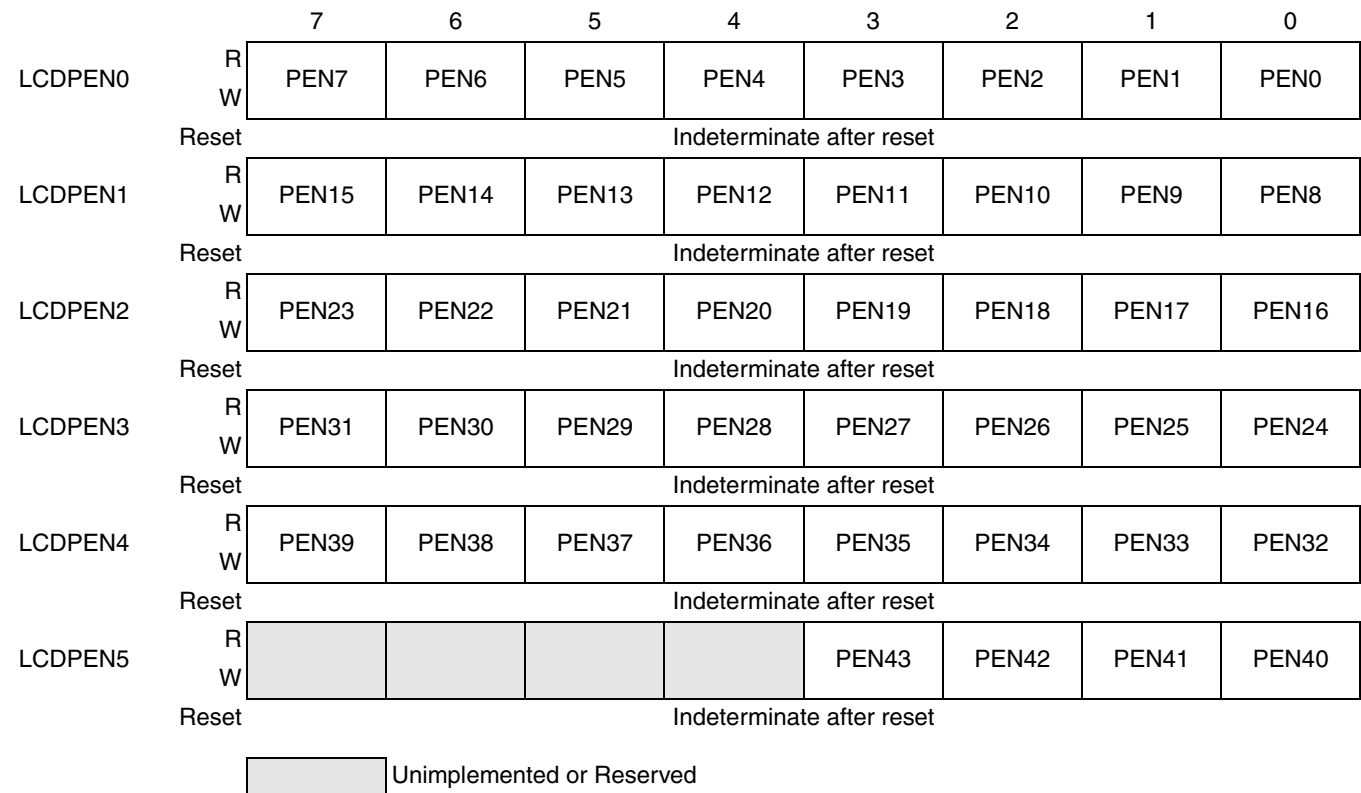 7 6 5 4 3 2 1 0
LCDPEN0 R W PEN7 PEN6 PEN5 PEN4 PEN3 PEN2 PEN1 PEN0
Reset Indeterminate after reset
LCDPEN1 R W PEN15 PEN14 PEN13 PEN12 PEN11 PEN10 PEN9 PEN8
Reset Indeterminate after reset
LCDPEN2 R W PEN23 PEN22 PEN21 PEN20 PEN19 PEN18 PEN17 PEN16
Reset Indeterminate after reset
LCDPEN3 R W PEN31 PEN30 PEN29 PEN28 PEN27 PEN26 PEN25 PEN24
Reset Indeterminate after reset
LCDPEN4 R W PEN39 PEN38 PEN37 PEN36 PEN35 PEN34 PEN33 PEN32
Reset Indeterminate after reset
LCDPEN5 R W PEN43 PEN42 PEN41 PEN40
Reset Indeterminate after reset
Unimplemented or Reserved